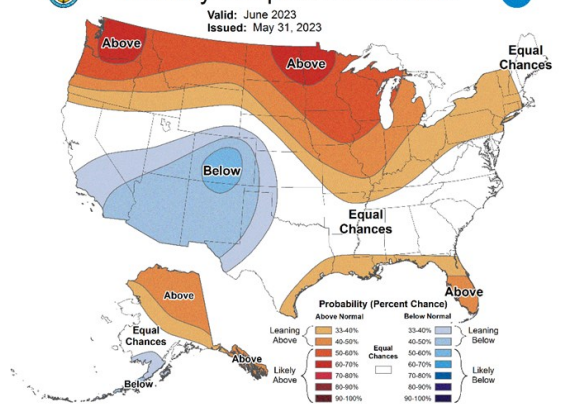 Valid: June 2023
Issued: May 31, 2023
Above
Above
Equal
Chances
Below
Equal
Chances
Above
Above
Equal
Chances
Above
Below
Probability (Percent Chance)
Above Normal
Below Normal
Leaning
Above
33-40%
40-50%
Likely
Above
50-60%
60-70%
70-80%
80-90%
90-100%
Equal
Chances
33-40%
40-50%
Leaning
Below
50-60%
60-70%
70-80%
80-90%
90-100%
Likely
Below